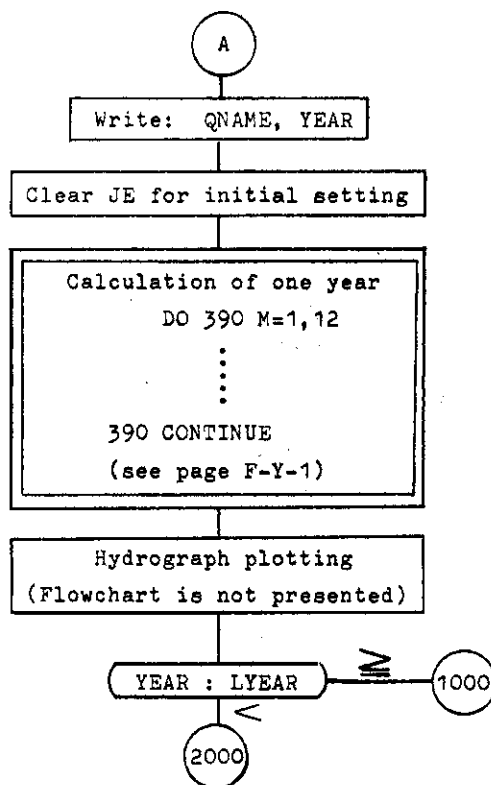 A
Write: QNAME, YEAR
Clear JE for initial setting
Calculation of one year
DO 390 M=1,12
390 CONTINUE
(see page F-Y-1)
Hydrograph plotting
(Flowchart is not presented)
YEAR : LYEAR
≧
1000
<
2000